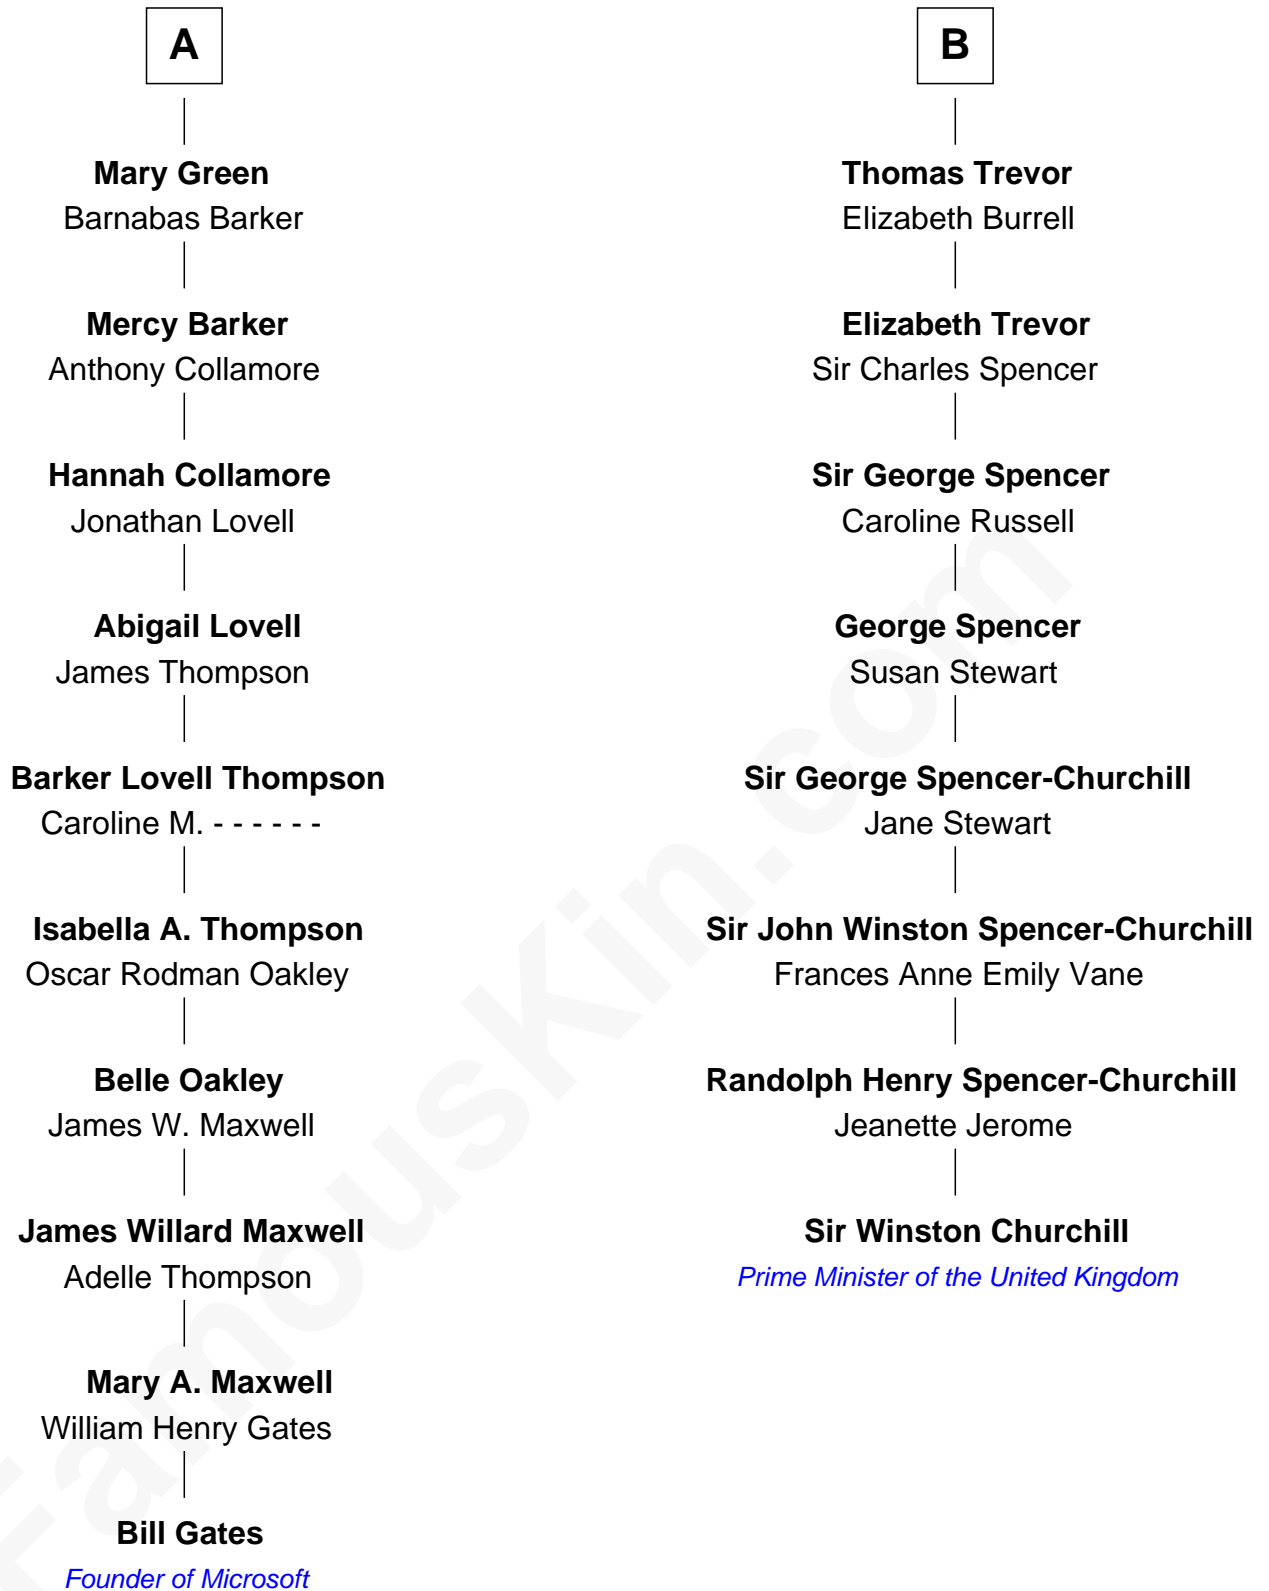 A
Mary Green
Barnabas Barker
Mercy Barker
Anthony Collamore
Hannah Collamore
Jonathan Lovell
Abigail Lovell
James Thompson
Barker Lovell Thompson
Caroline M. - - - - - -
Isabella A. Thompson
Oscar Rodman Oakley
Belle Oakley
James W. Maxwell
James Willard Maxwell
Adelle Thompson
Mary A. Maxwell
William Henry Gates
Bill Gates
Founder of Microsoft
B
Thomas Trevor
Elizabeth Burrell
Elizabeth Trevor
Sir Charles Spencer
Sir George Spencer
Caroline Russell
George Spencer
Susan Stewart
Sir George Spencer-Churchill
Jane Stewart
Sir John Winston Spencer-Churchill
Frances Anne Emily Vane
Randolph Henry Spencer-Churchill
Jeanette Jerome
Sir Winston Churchill
Prime Minister of the United Kingdom
FamousKin.com